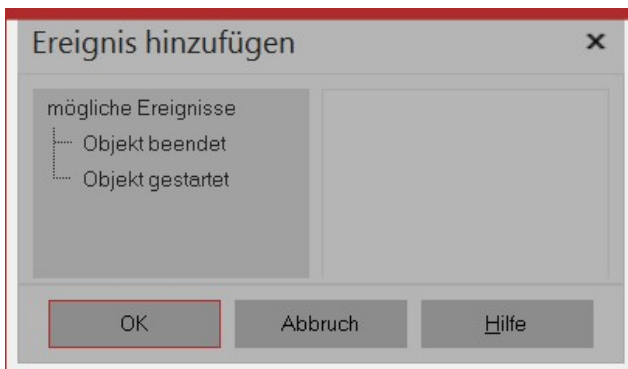 Ereignis hinzufügen
mögliche Ereignisse
Objekt beendet
Objekt gestartet
OK
Abbruch
Hilfe